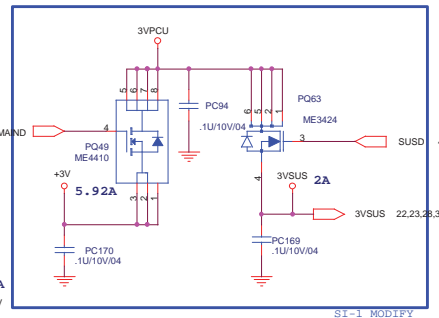 3VPCU
5 6 7 8
6 5 2 1
PC94
.1U/10V/04
PQ63
ME3424
MAIND
4
PQ49
ME4410
3
SUSD
+3V
5.92A
3 2 1
4
3VSUS
2A
3VSUS
22,23,28,3
PC170
.1U/10V/04
PC169
.1U/10V/04
A
SI-1 MODIFY